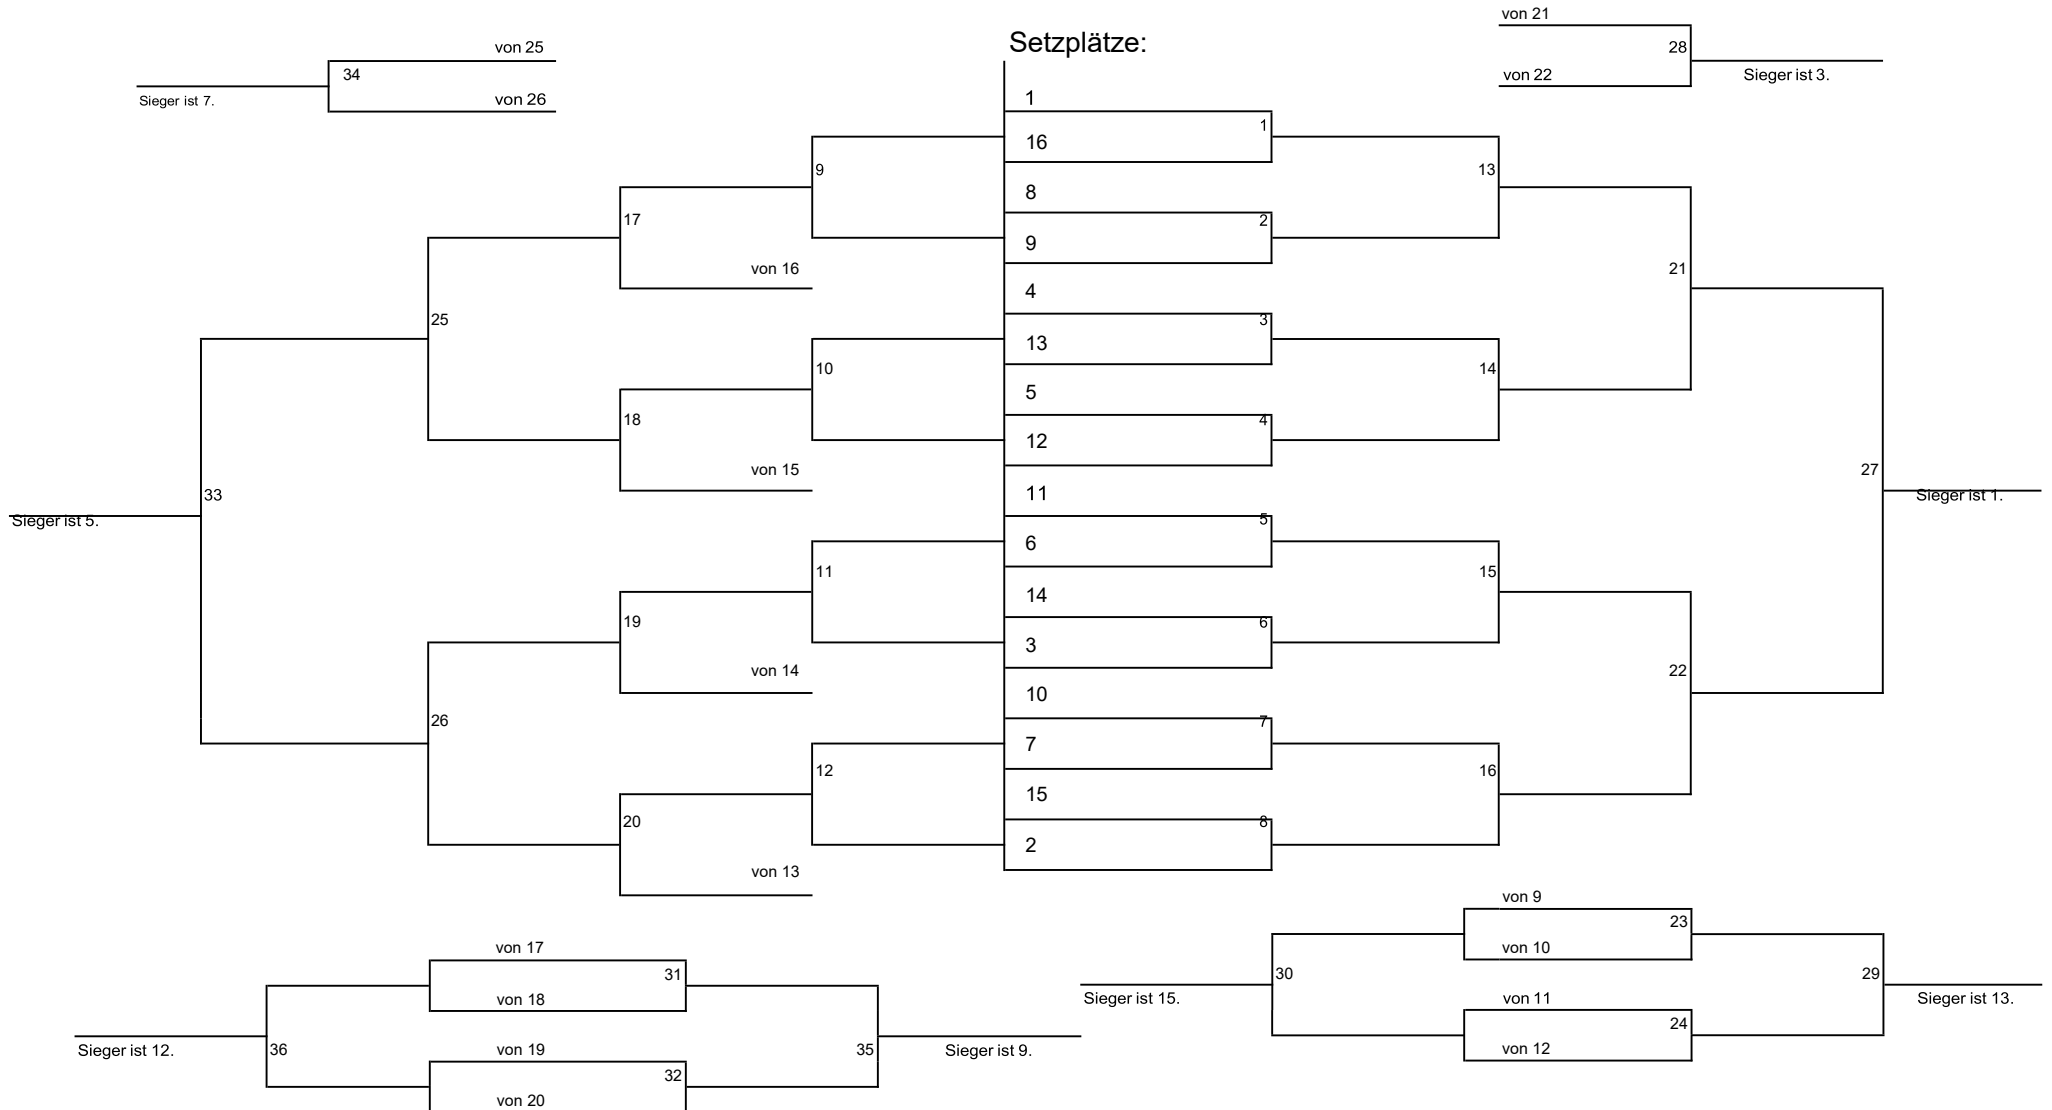 von 21
Setzplätze:
von 25
28
34
von 22
Sieger ist 3.
Sieger ist 7.
von 26
1
1
16
9
13
8
17
2
9
von 16
21
4
25
3
13
10
14
5
18
4
12
von 15
27
33
11
Sieger ist 1.
Sieger ist 5.
5
6
11
15
14
19
6
3
von 14
22
10
26
7
7
12
16
15
20
8
2
von 13
von 9
23
von 17
von 10
31
30
29
von 18
Sieger ist 15.
von 11
Sieger ist 13.
24
Sieger ist 12.
36
von 19
35
Sieger ist 9.
von 12
32
von 20